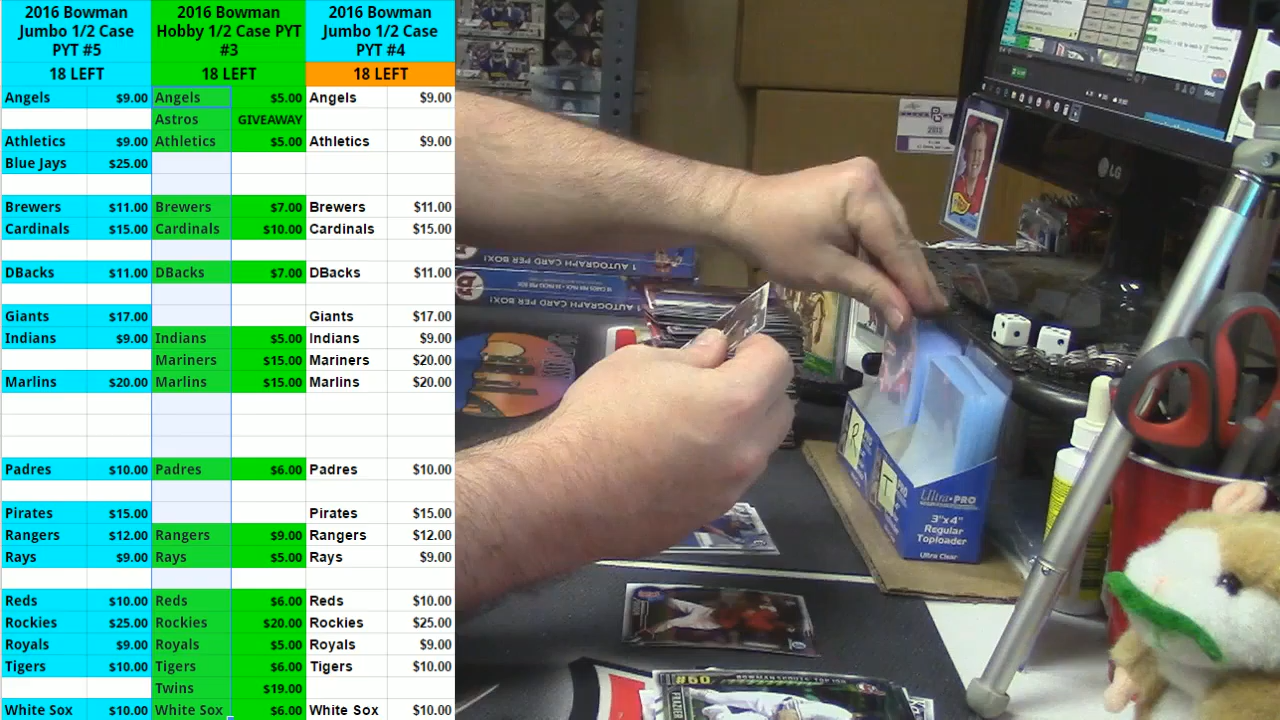 2016 Bowman Jumbo 1/2 Case PYT #5
2016 Bowman Hobby 1/2 Case PYT #3
2016 Bowman Jumbo 1/2 Case PYT #4
18 LEFT 18 LEFT 18 LEFT
Angels $9.00 Angels $5.00 Angels $9.00
Astros GIVEAWAY
Athletics $9.00 Athletics $5.00 Athletics $9.00
Blue Jays $25.00
Brewers $11.00 Brewers $7.00 Brewers $11.00
Cardinals $15.00 Cardinals $10.00 Cardinals $15.00
DBacks $11.00 DBacks $7.00 DBacks $11.00
Giants $17.00 Giants $17.00
Indians $9.00 Indians $5.00 Indians $9.00
Mariners $15.00 Mariners $20.00
Marlins $20.00 Marlins $15.00 Marlins $20.00
Padres $10.00 Padres $6.00 Padres $10.00
Pirates $15.00 Pirates $15.00
Rangers $12.00 Rangers $9.00 Rangers $12.00
Rays $9.00 Rays $5.00 Rays $9.00
Reds $10.00 Reds $6.00 Reds $10.00
Rockies $25.00 Rockies $20.00 Rockies $25.00
Royals $9.00 Royals $5.00 Royals $9.00
Tigers $10.00 Tigers $6.00 Tigers $10.00
Twins $19.00
White Sox $10.00 White Sox $6.00 White Sox $10.00
LG
1 AUTOGRAPH CARD PER BOX!
1 AUTOGRAPH CARD PER BOX!
R
T
Ultra·PRO
3"x4"
Regular
Toploader
Ultra Clear
FRAZIER